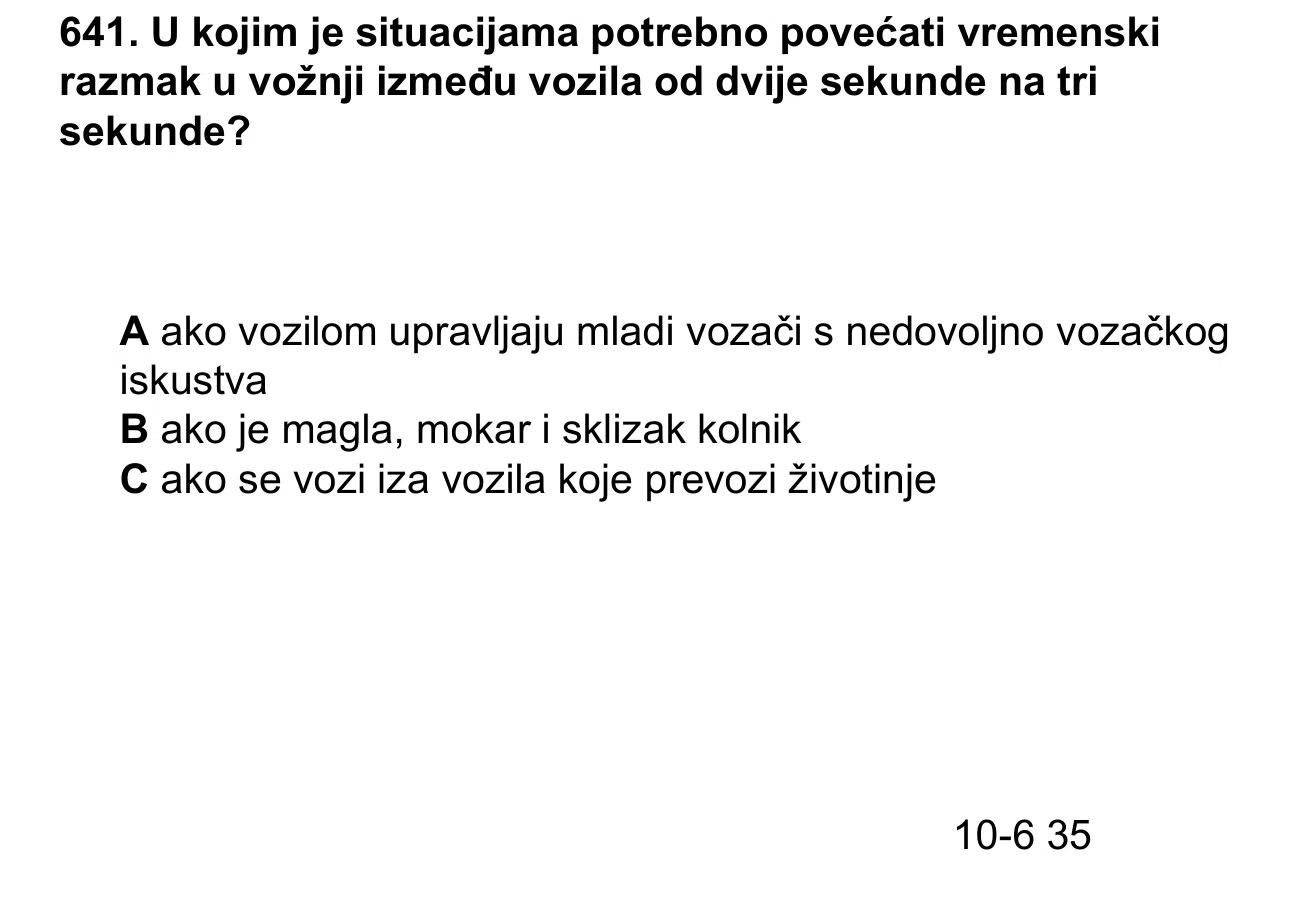 641. U kojim je situacijama potrebno povećati vremenski
razmak u vožnji između vozila od dvije sekunde na tri
sekunde?
A ako vozilom upravljaju mladi vozači s nedovoljno vozačkog
iskustva
B ako je magla, mokar i sklizak kolnik
C ako se vozi iza vozila koje prevozi životinje
10-6 35